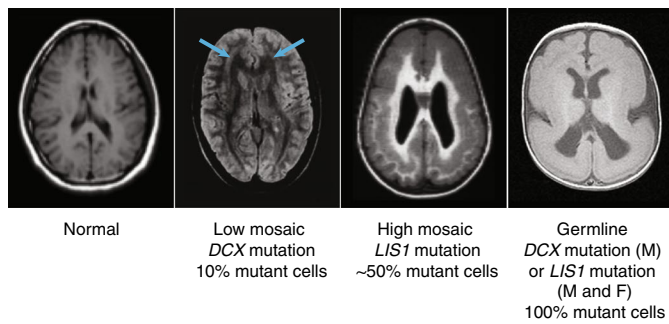 Normal
Low mosaic
DCX mutation
10% mutant cells
High mosaic
LIS1 mutation
~50% mutant cells
Germline
DCX mutation (M)
or LIS1 mutation
(M and F)
100% mutant cells